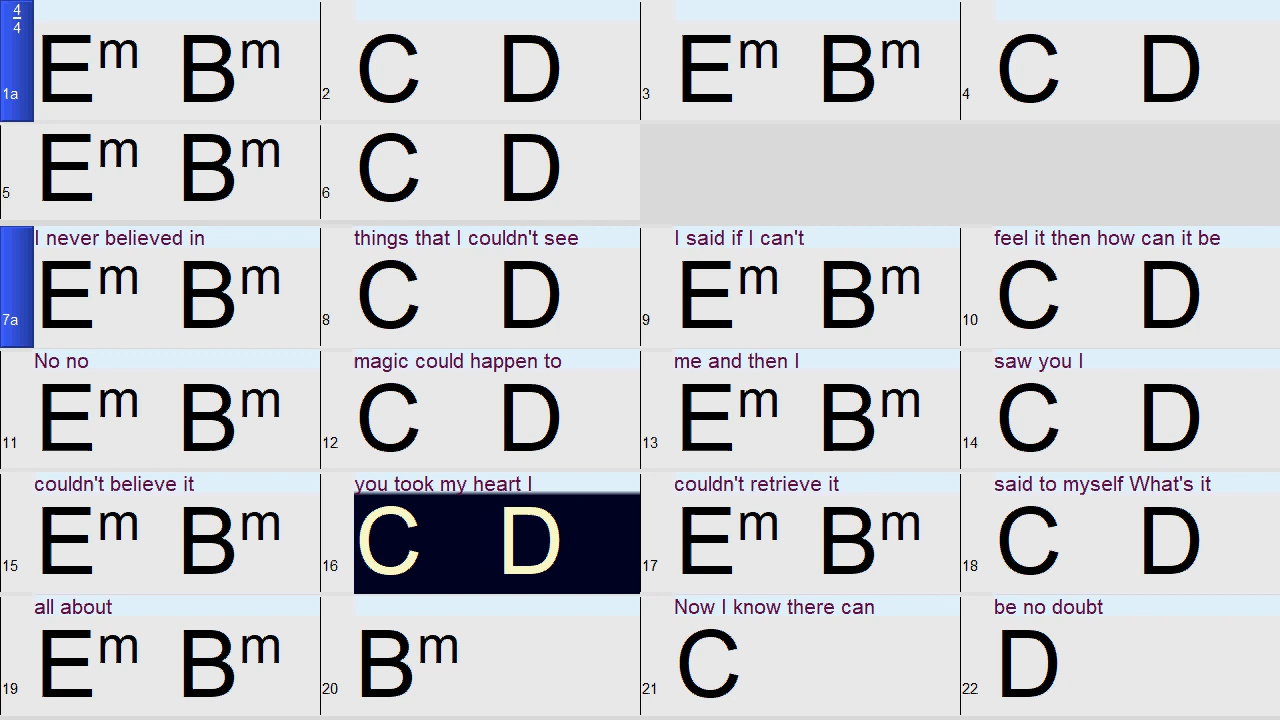 4
4
1a Em Bm 2 C D 3 Em Bm 4 C D
5 Em Bm 6 C D
I never believed in things that I couldn't see I said if I can't feel it then how can it be
7a Em Bm 8 C D 9 Em Bm 10 C D
No no magic could happen to me and then I saw you I
11 Em Bm 12 C D 13 Em Bm 14 C D
couldn't believe it you took my heart I couldn't retrieve it said to myself What's it
15 Em Bm 16 C D 17 Em Bm 18 C D
all about Now I know there can be no doubt
19 Em Bm 20 Bm 21 C 22 D